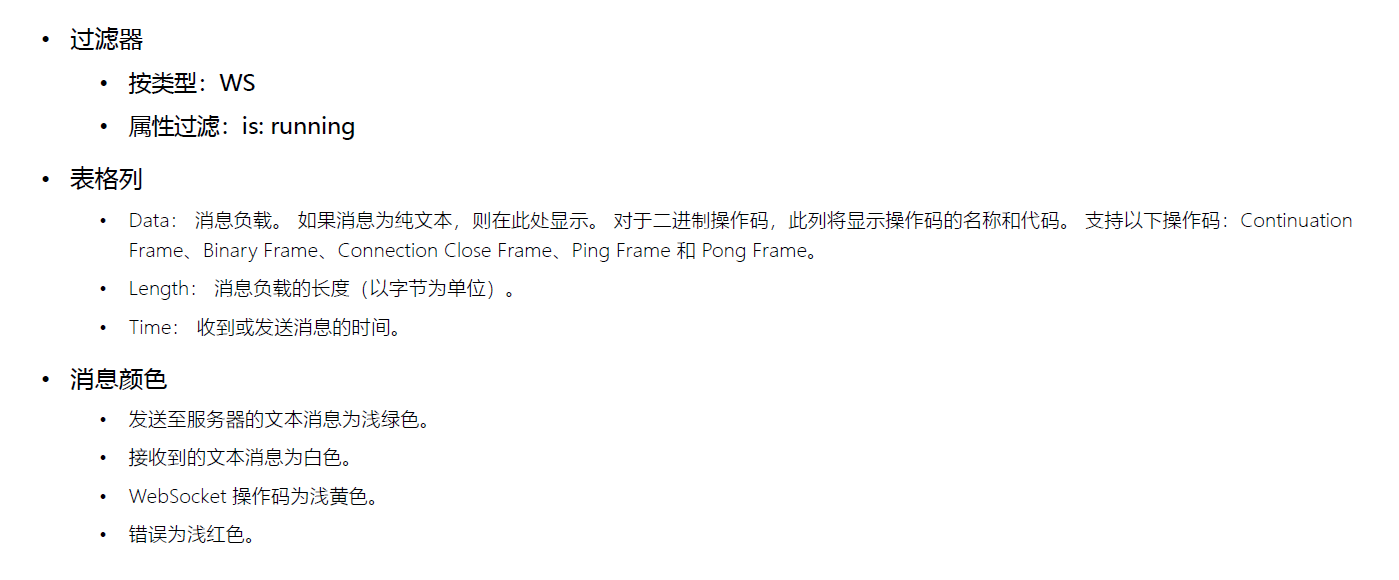 • 过滤器
• 按类型：WS
• 属性过滤：is: running
• 表格列
• Data： 消息负载。 如果消息为纯文本，则在此处显示。 对于二进制操作码，此列将显示操作码的名称和代码。 支持以下操作码：Continuation
Frame、Binary Frame、Connection Close Frame、Ping Frame 和 Pong Frame。
• Length： 消息负载的长度（以字节为单位）。
• Time： 收到或发送消息的时间。
• 消息颜色
• 发送至服务器的文本消息为浅绿色。
• 接收到的文本消息为白色。
• WebSocket 操作码为浅黄色。
• 错误为浅红色。